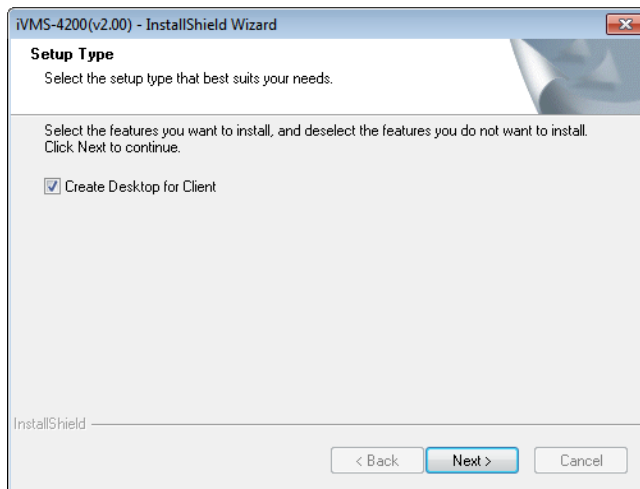 iVMS-4200(v2.00) - InstallShield Wizard
Setup Type
Select the setup type that best suits your needs.
Select the features you want to install, and deselect the features you do not want to install.
Click Next to continue.
Create Desktop for Client
InstallShield
< Back
Next >
Cancel